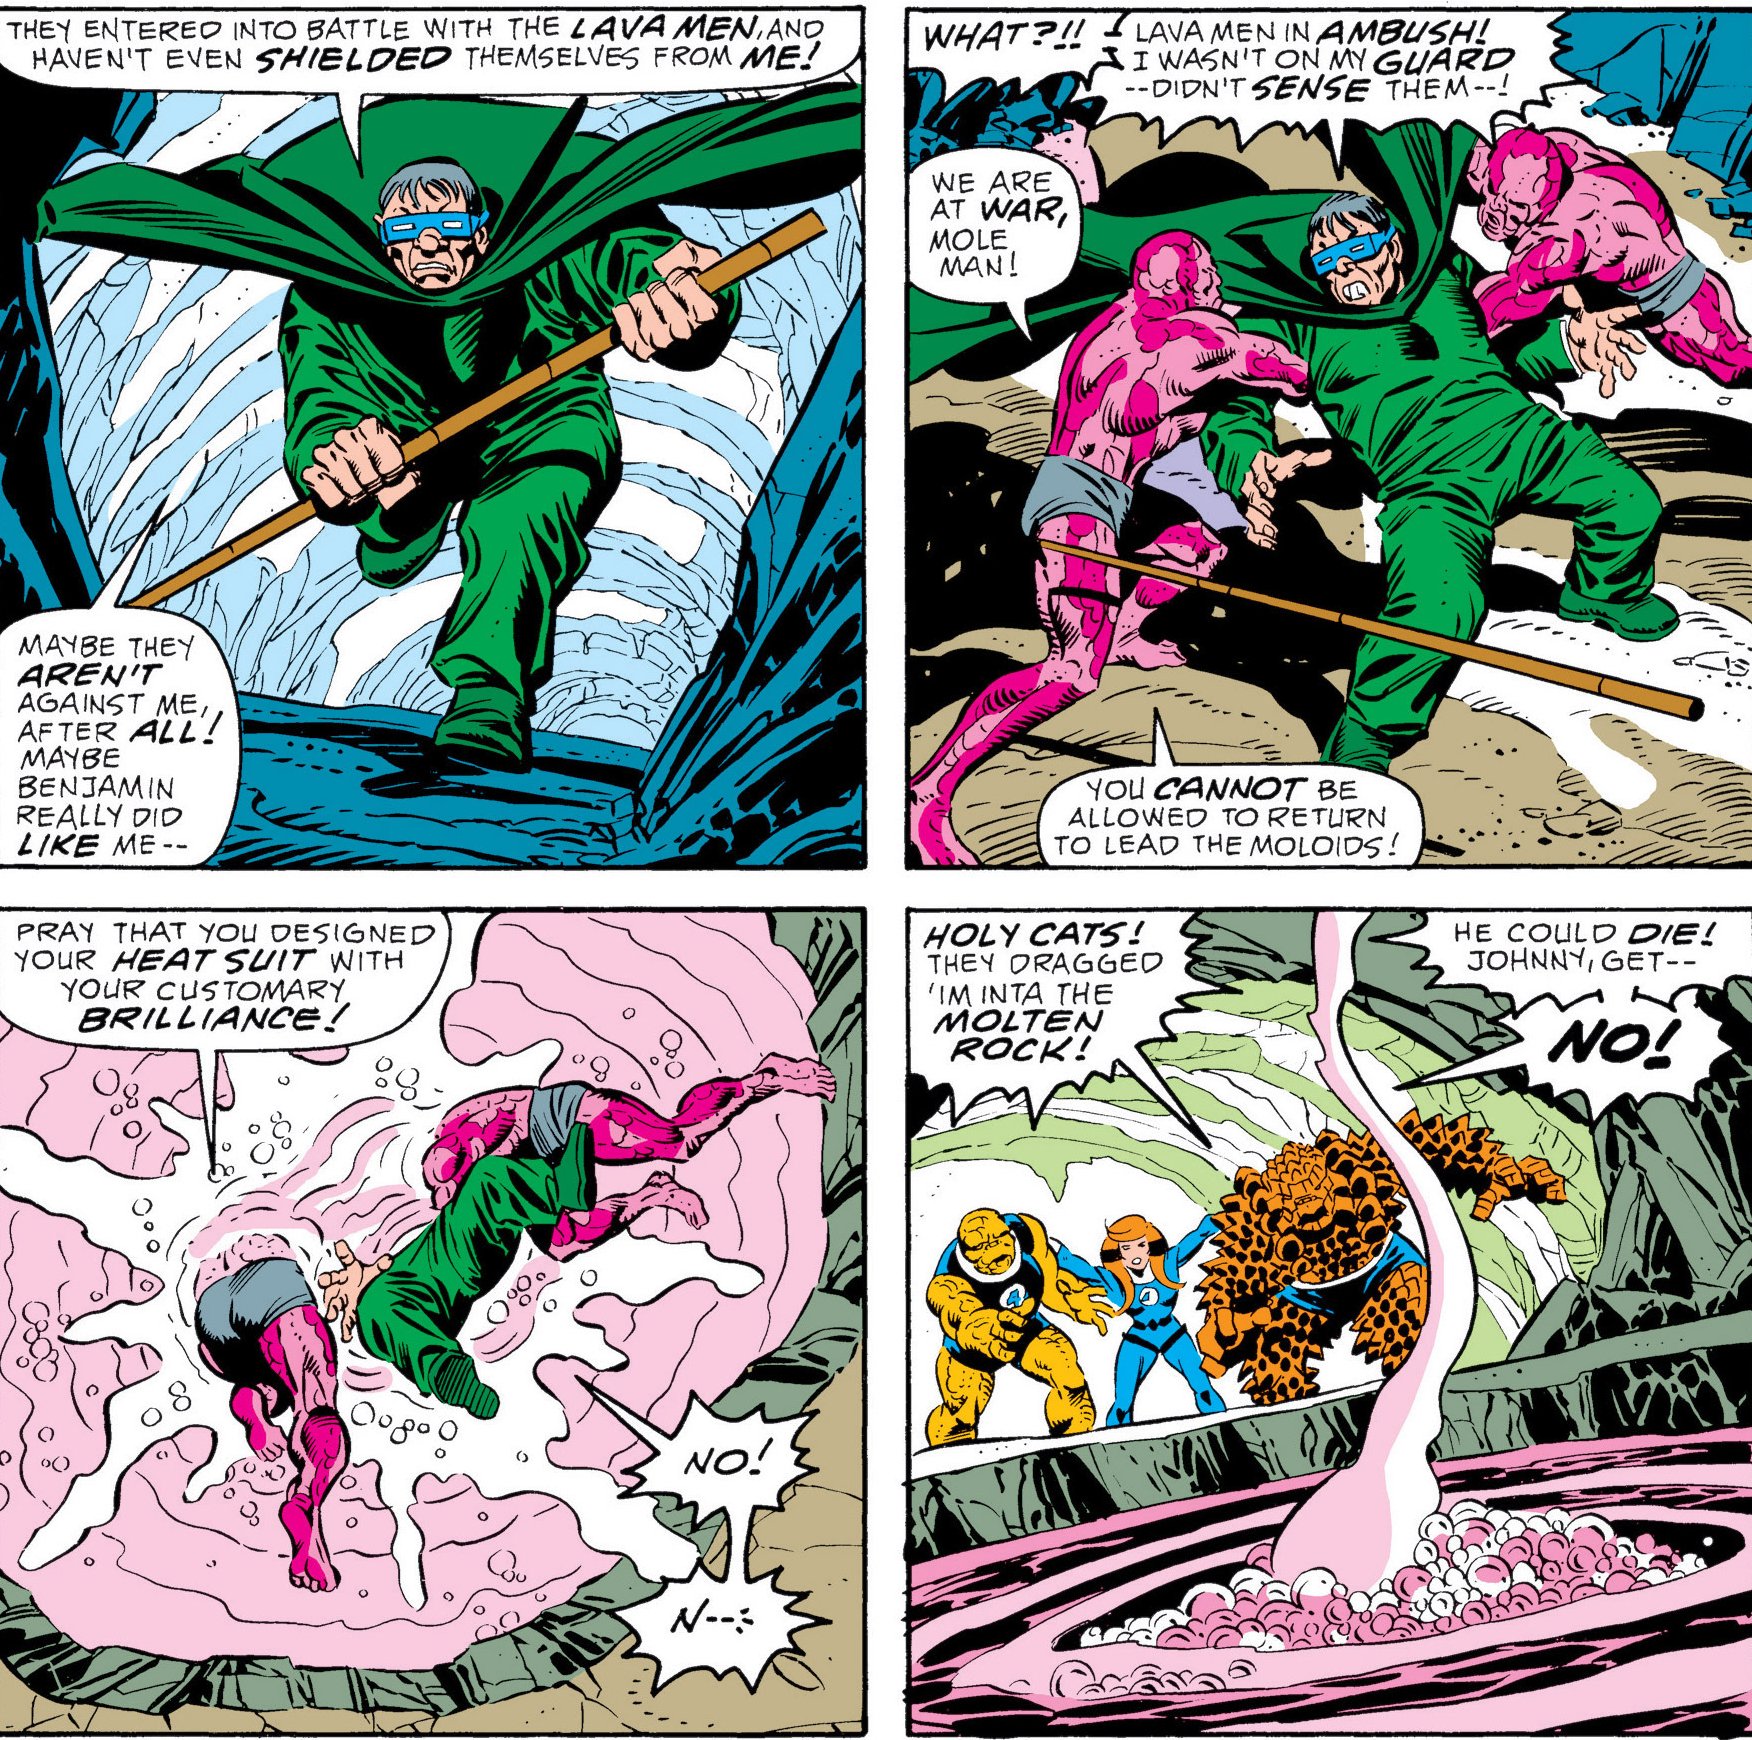 THEY ENTERED INTO BATTLE WITH THE LAVA MEN, AND
HAVEN'T EVEN SHIELDED THEMSELVES FROM ME!
MAYBE THEY
AREN'T
AGAINST ME,
AFTER ALL!
MAYBE
BENJAMIN
REALLY DID
LIKE ME--
WHAT?!!
LAVA MEN IN AMBUSH!
I WASN'T ON MY GUARD
--DIDN'T SENSE THEM--!
WE ARE
AT WAR,
MOLE
MAN!
YOU CANNOT BE
ALLOWED TO RETURN
TO LEAD THE MOLOIDS!
PRAY THAT YOU DESIGNED
YOUR HEAT SUIT WITH
YOUR CUSTOMARY
BRILLIANCE!
NO!
N--
HOLY CATS!
THEY DRAGGED
'IM INTA THE
MOLTEN
ROCK!
HE COULD DIE!
JOHNNY, GET--
NO!
4
4